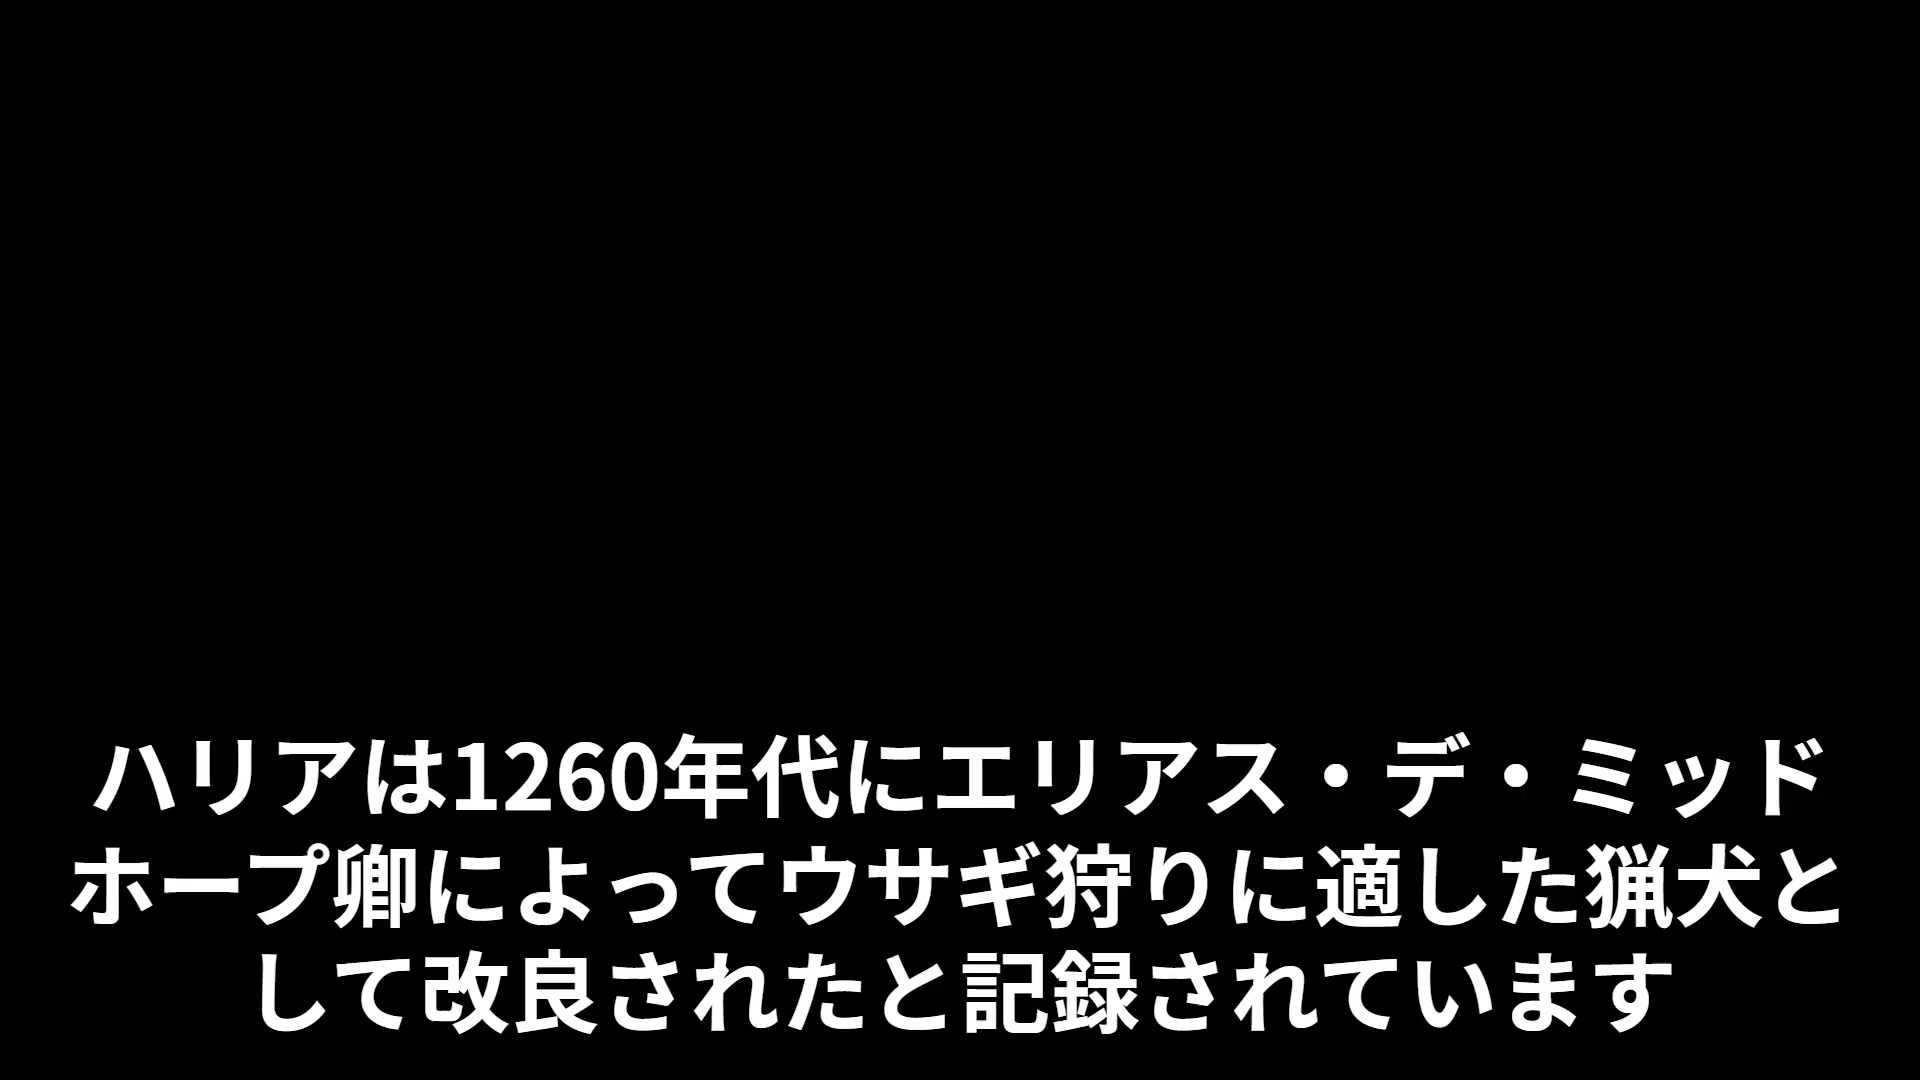 ハリアは1260年代にエリアス・デ・ミッド
ホープ卿によってウサギ狩りに適した猟犬と
して改良されたと記録されています